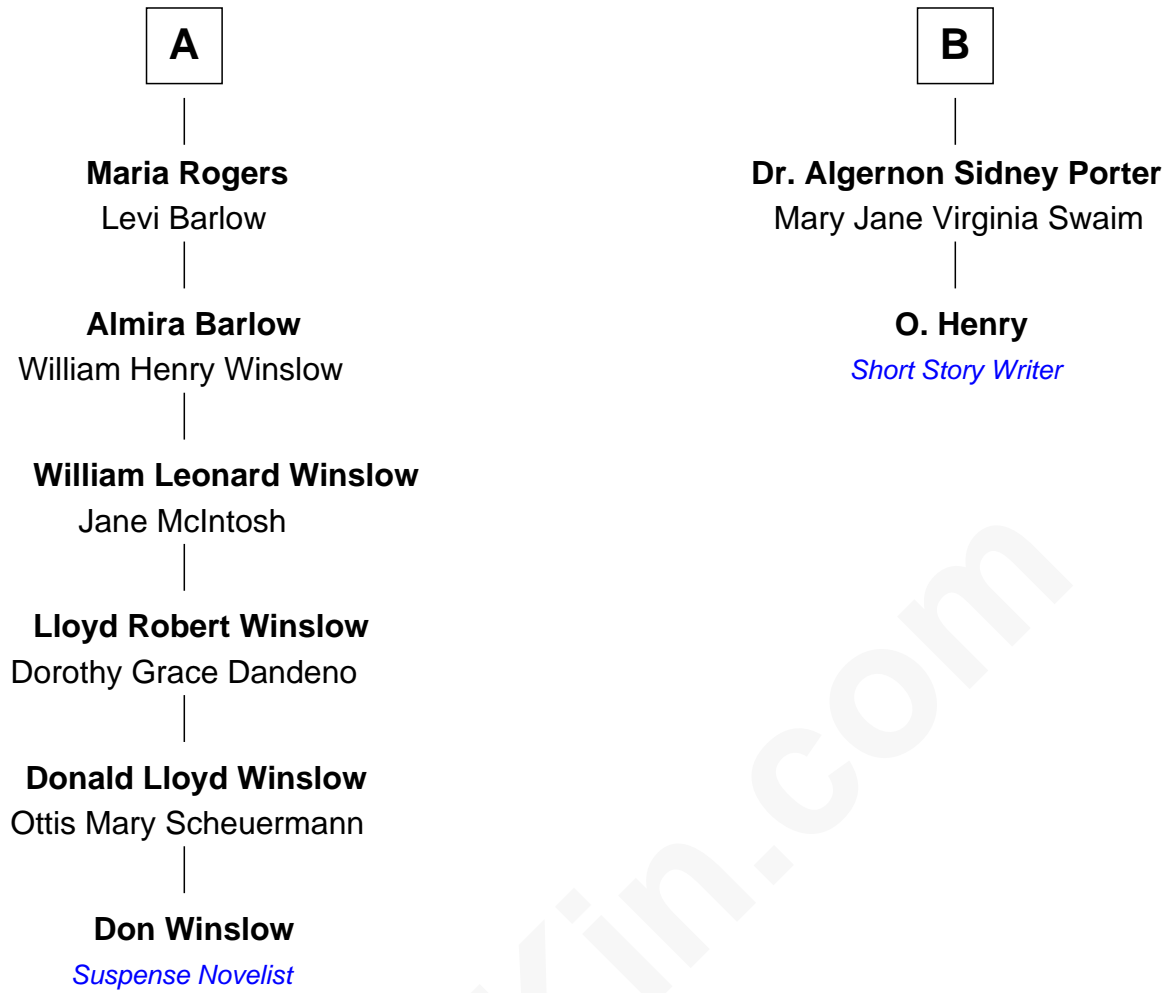 A
Maria Rogers
Levi Barlow
Almira Barlow
William Henry Winslow
William Leonard Winslow
Jane McIntosh
Lloyd Robert Winslow
Dorothy Grace Dandeno
Donald Lloyd Winslow
Ottis Mary Scheuermann
Don Winslow
Suspense Novelist
B
Dr. Algernon Sidney Porter
Mary Jane Virginia Swaim
O. Henry
Short Story Writer
Kin.com